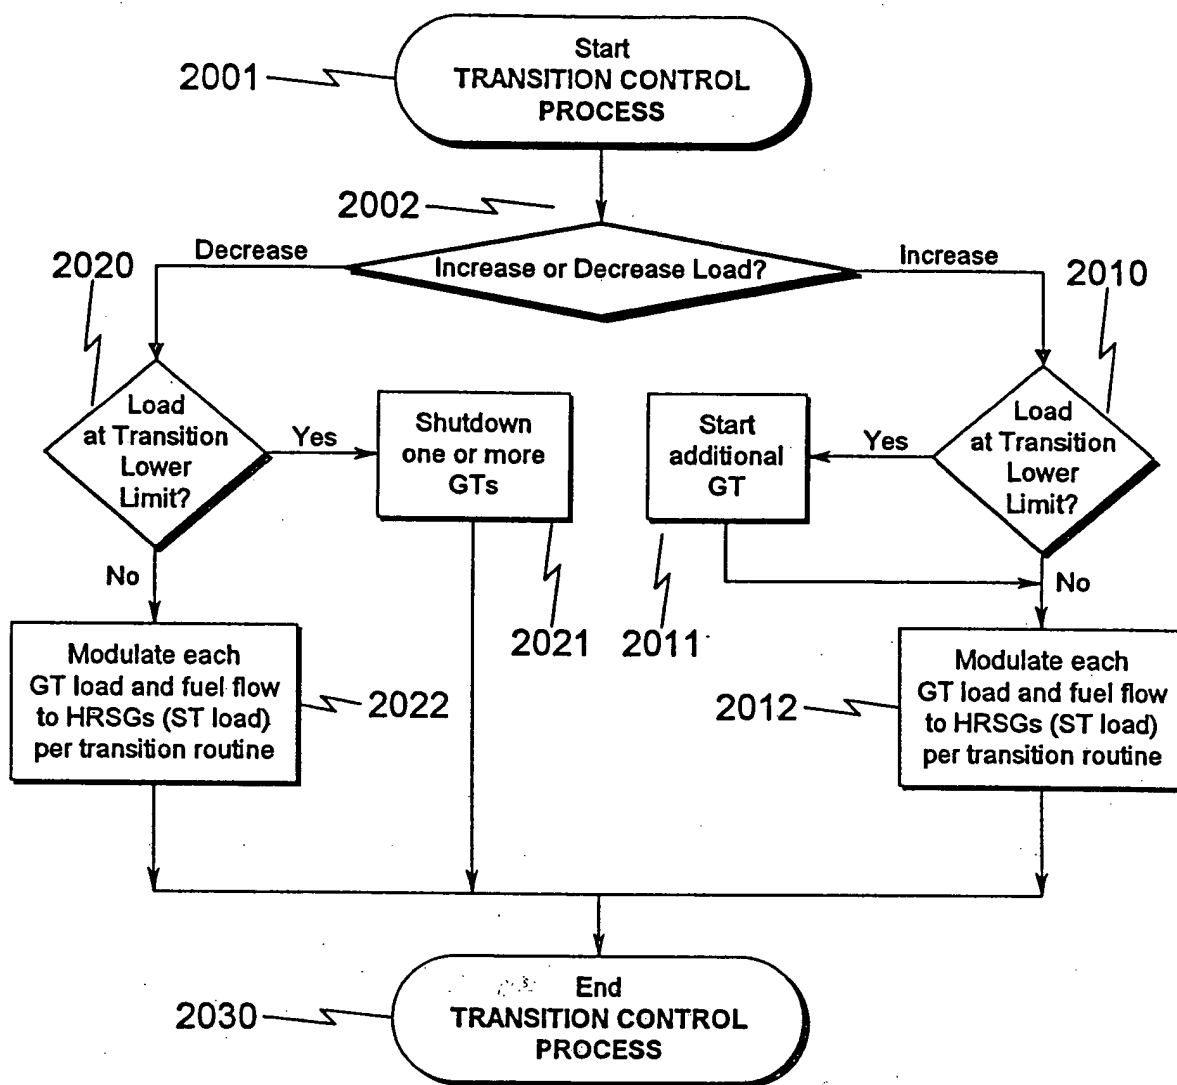 Start
TRANSITION CONTROL
PROCESS
2001
2002
Increase or Decrease Load?
Decrease
Increase
2020
2010
Load
at Transition
Lower
Limit?
Yes
Shutdown
one or more
GTs
Start
additional
GT
Yes
Load
at Transition
Lower
Limit?
No
2021
2011
No
Modulate each
GT load and fuel flow
to HRSGs (ST load)
per transition routine
2022
2012
Modulate each
GT load and fuel flow
to HRSGs (ST load)
per transition routine
End
TRANSITION CONTROL
PROCESS
2030